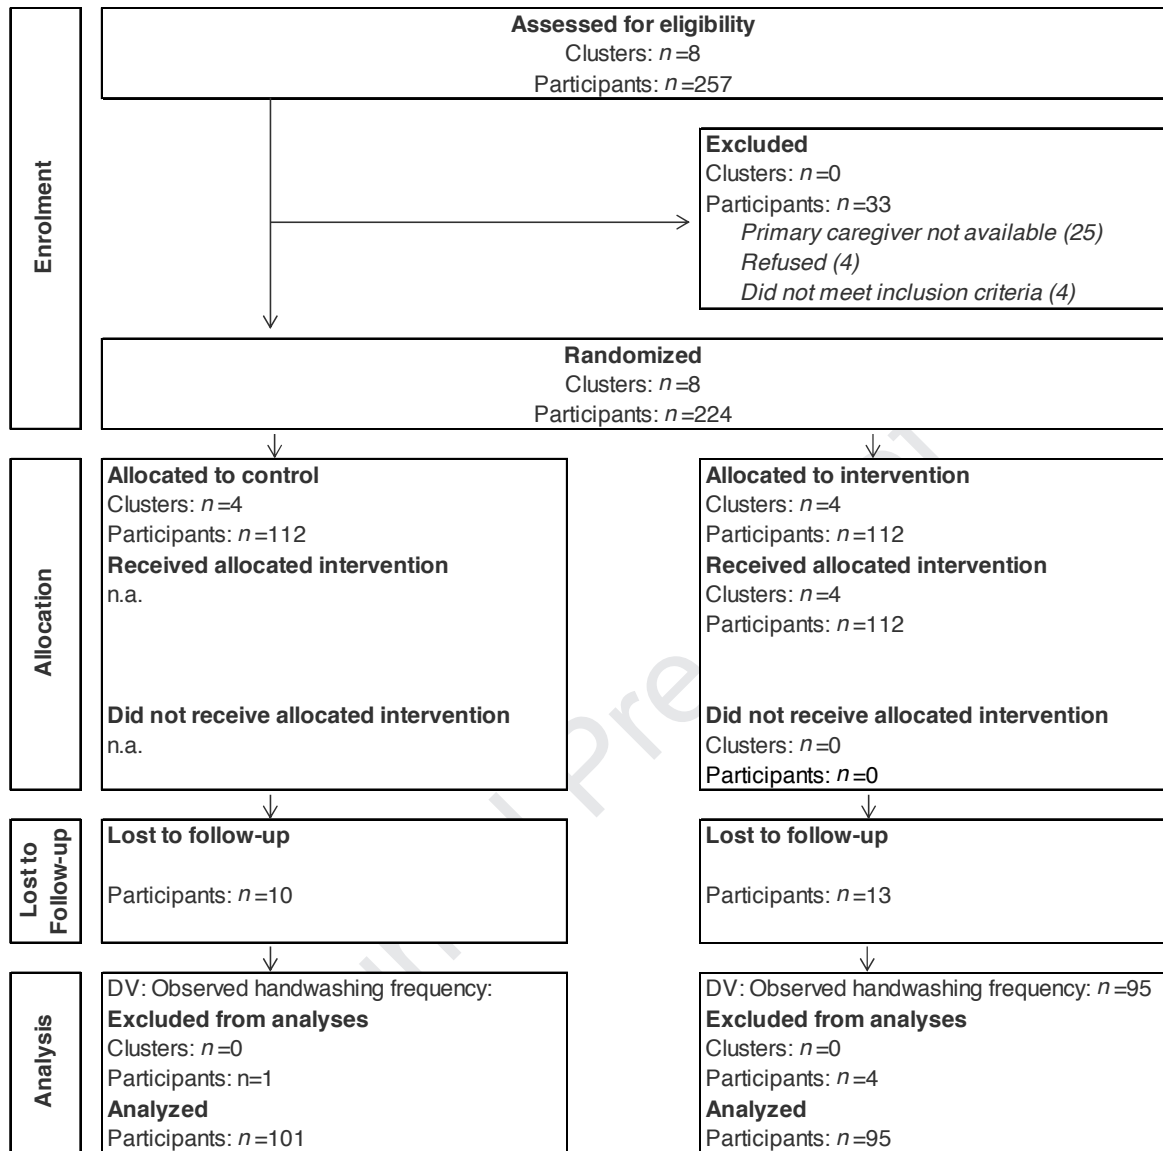 Assessed for eligibility
Clusters: n=8
Participants: n=257
Enrolment
Excluded
Clusters: n=0
Participants: n=33
Primary caregiver not available (25)
Refused (4)
Did not meet inclusion criteria (4)
Randomized
Clusters: n=8
Participants: n=224
Allocation
Allocated to control
Clusters: n=4
Participants: n=112
Received allocated intervention
n.a.
Did not receive allocated intervention
n.a.
Allocated to intervention
Clusters: n=4
Participants: n=112
Received allocated intervention
Clusters: n=4
Participants: n=112
Did not receive allocated intervention
Clusters: n=0
Participants: n=0
Lost to
Follow-up
Lost to follow-up
Participants: n=10
Lost to follow-up
Participants: n=13
Analysis
DV: Observed handwashing frequency:
Excluded from analyses
Clusters: n=0
Participants: n=1
Analyzed
Participants: n=101
DV: Observed handwashing frequency: n=95
Excluded from analyses
Clusters: n=0
Participants: n=4
Analyzed
Participants: n=95